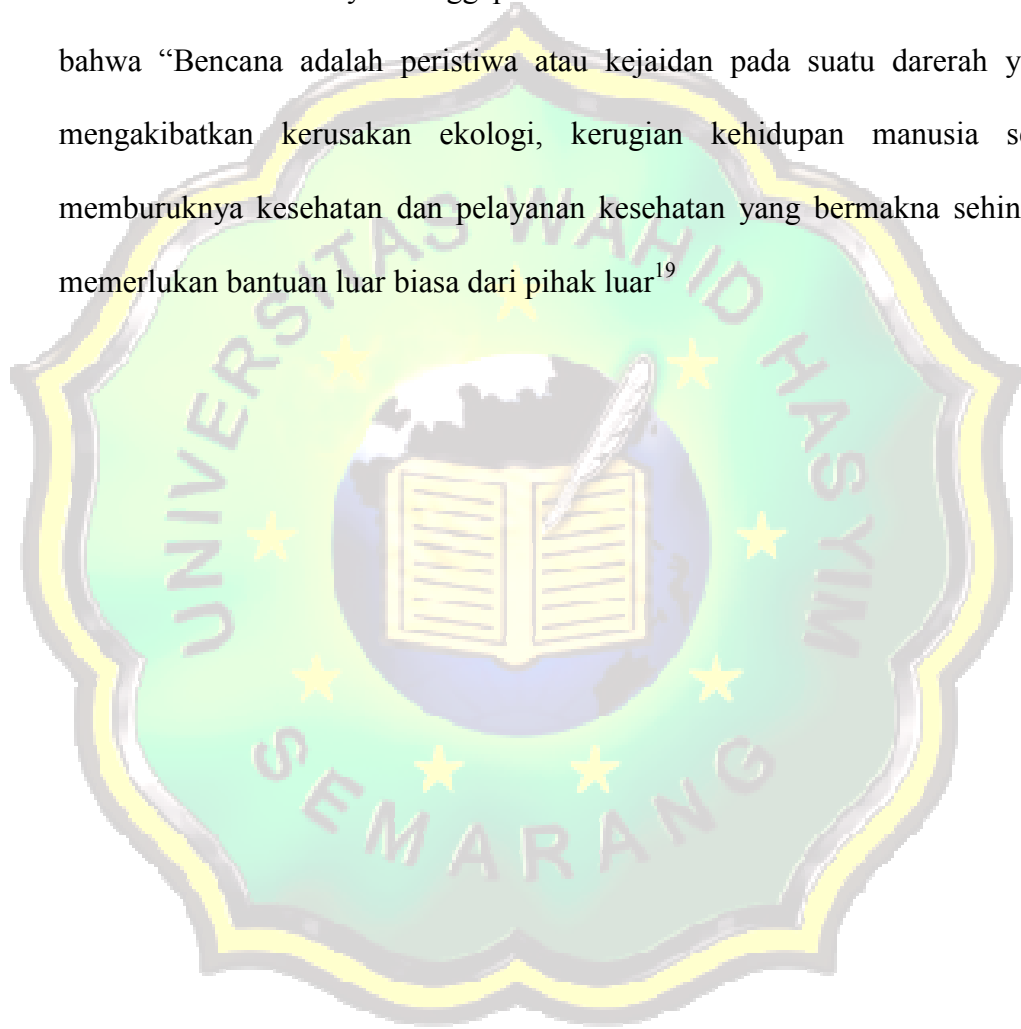 bahwa “Bencana adalah peristiwa atau kejaidan pada suatu darerah
mengakibatkan kerusakan ekologi, kerugian kehidupan manusia
memburuknya kesehatan dan pelayanan kesehatan yang bermakna
memerlukan bantuan luar biasa dari pihak luar19
UNIVERSITAS WAHID HASYIM
SEMARANG